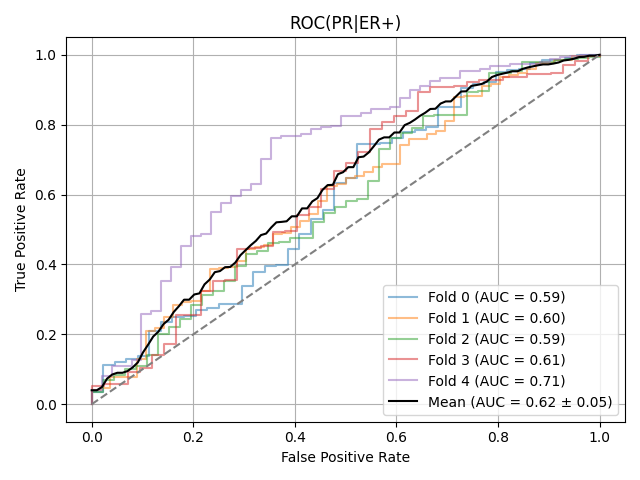 ROC(PR|ER+)
1.0
0.8
0.6
0.4
0.2
0.0
True Positive Rate
Fold 0 (AUC = 0.59)
Fold 1 (AUC = 0.60)
Fold 2 (AUC = 0.59)
Fold 3 (AUC = 0.61)
Fold 4 (AUC = 0.71)
Mean (AUC = 0.62 ± 0.05)
0.0 0.2 0.4 0.6 0.8 1.0
False Positive Rate